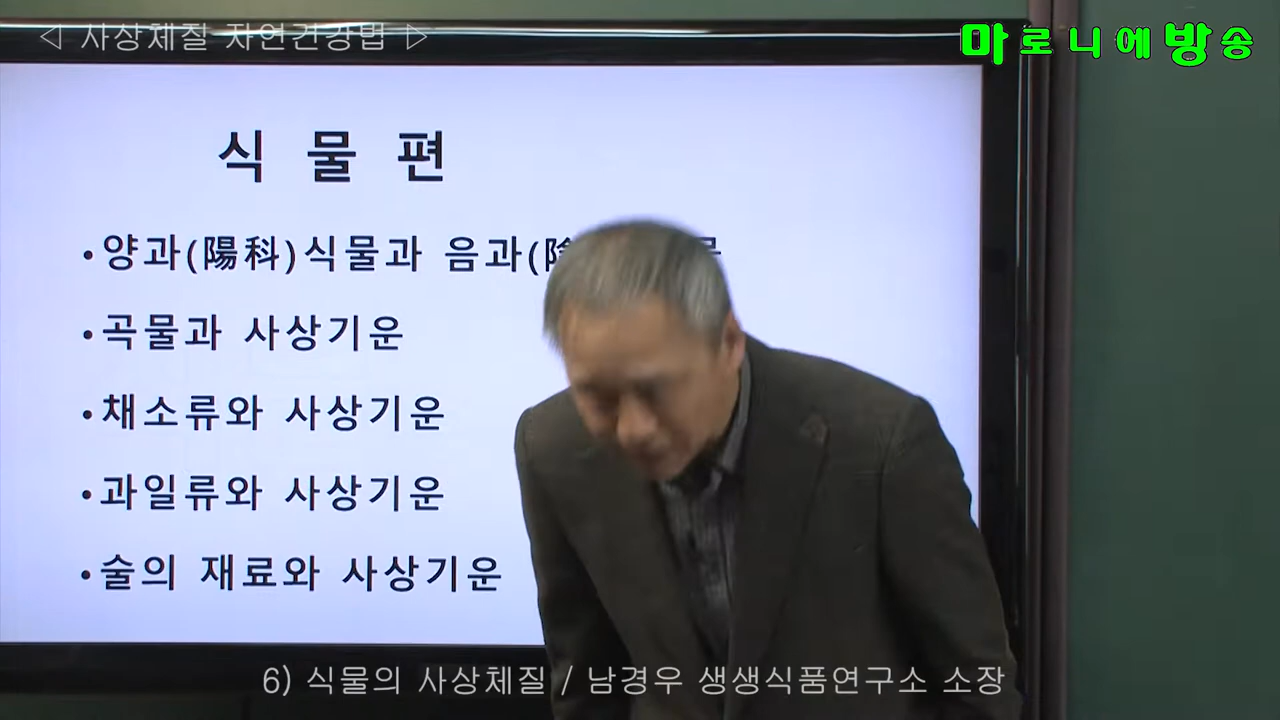 ◁ 사상체질 자연건강법 ▷
마로니에방송
식 물 편
•양과(陽科)식물과 음과(陰
•곡물과 사상기운
•채소류와 사상기운
•과일류와 사상기운
•술의 재료와 사상기운
6) 식물의 사상체질 / 남경우 생생식품연구소 소장